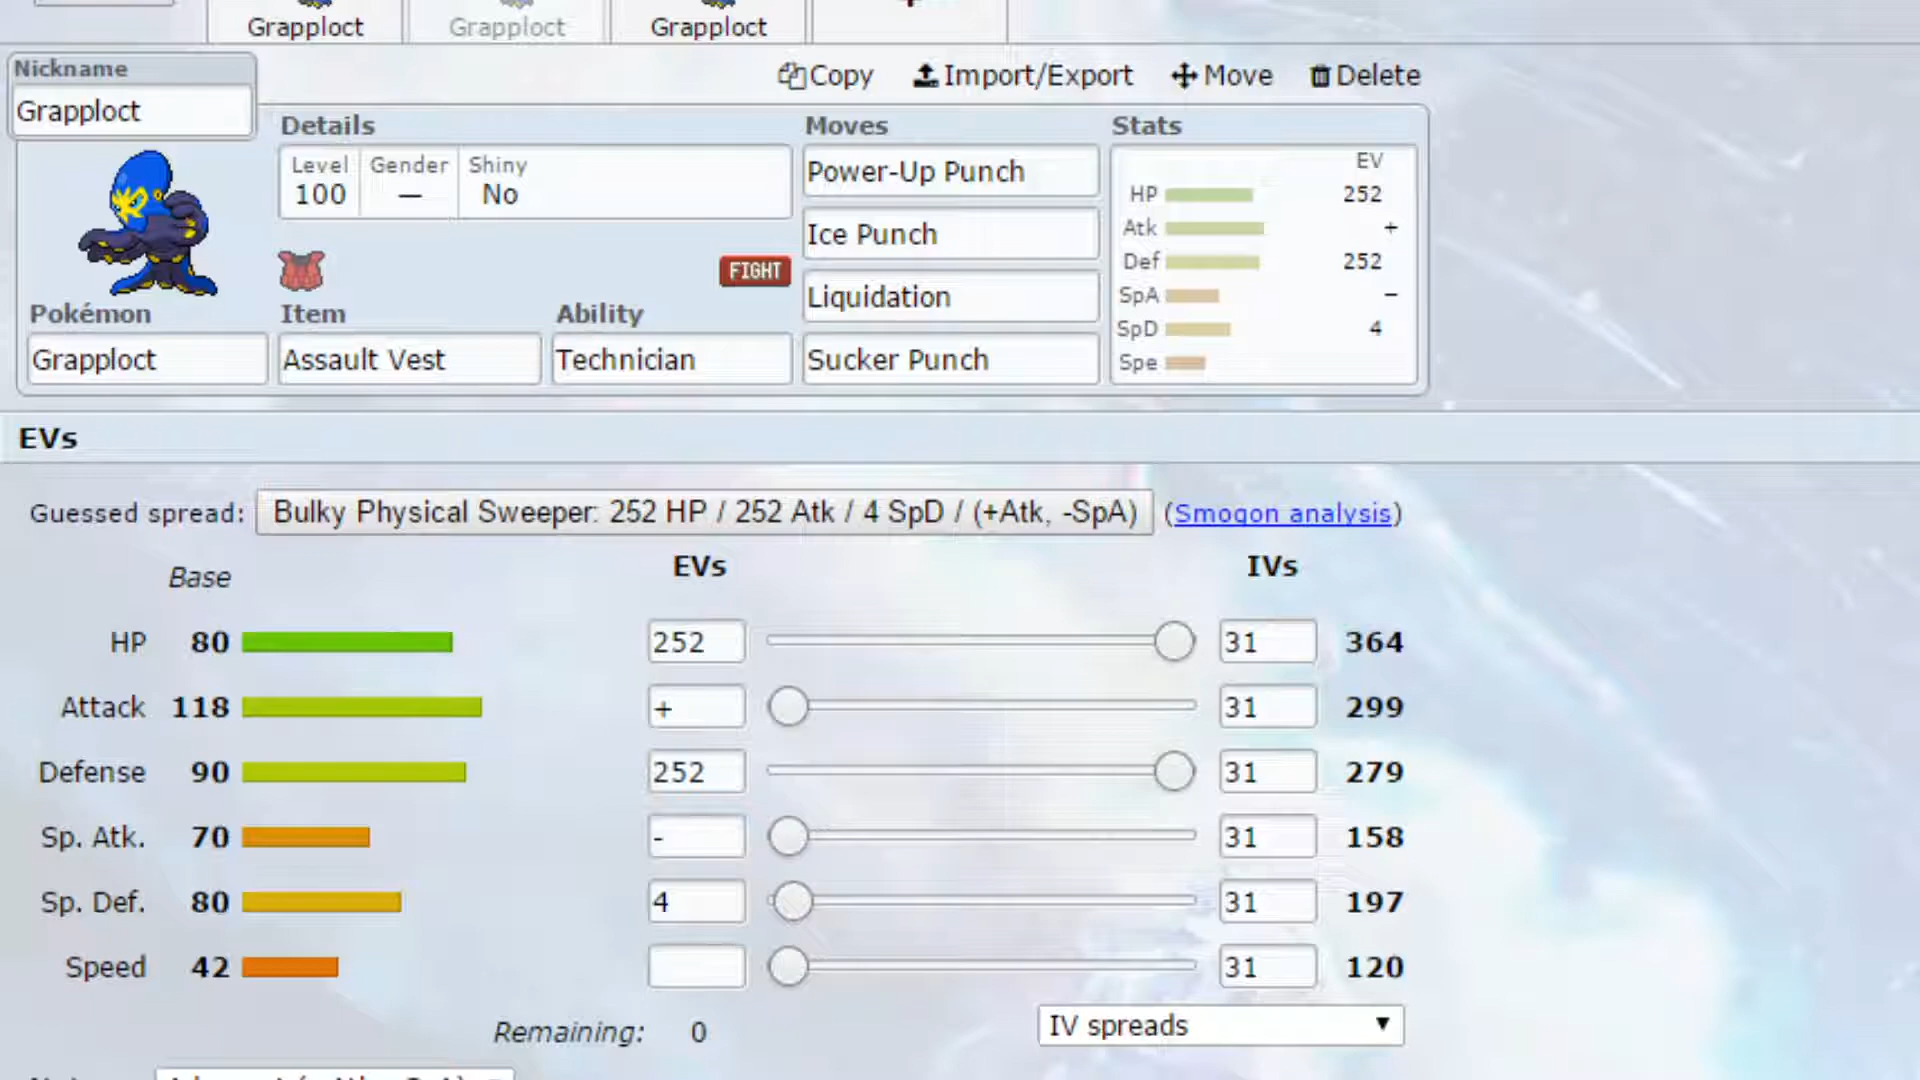 Grapploct Grapploct Grapploct
Nickname
Grapploct
Copy Import/Export Move Delete
Details Moves Stats
Level Gender Shiny
100 — No
Power-Up Punch
Ice Punch
Liquidation
Sucker Punch
EV
HP 252
Atk +
Def 252
SpA −
SpD 4
Spe
FIGHT
Pokémon Item Ability
Grapploct Assault Vest Technician
EVs
Guessed spread: Bulky Physical Sweeper: 252 HP / 252 Atk / 4 SpD / (+Atk, -SpA) (Smogon analysis)
Base EVs IVs
HP 80 252 31 364
Attack 118 + 31 299
Defense 90 252 31 279
Sp. Atk. 70 - 31 158
Sp. Def. 80 4 31 197
Speed 42 31 120
Remaining: 0
IV spreads